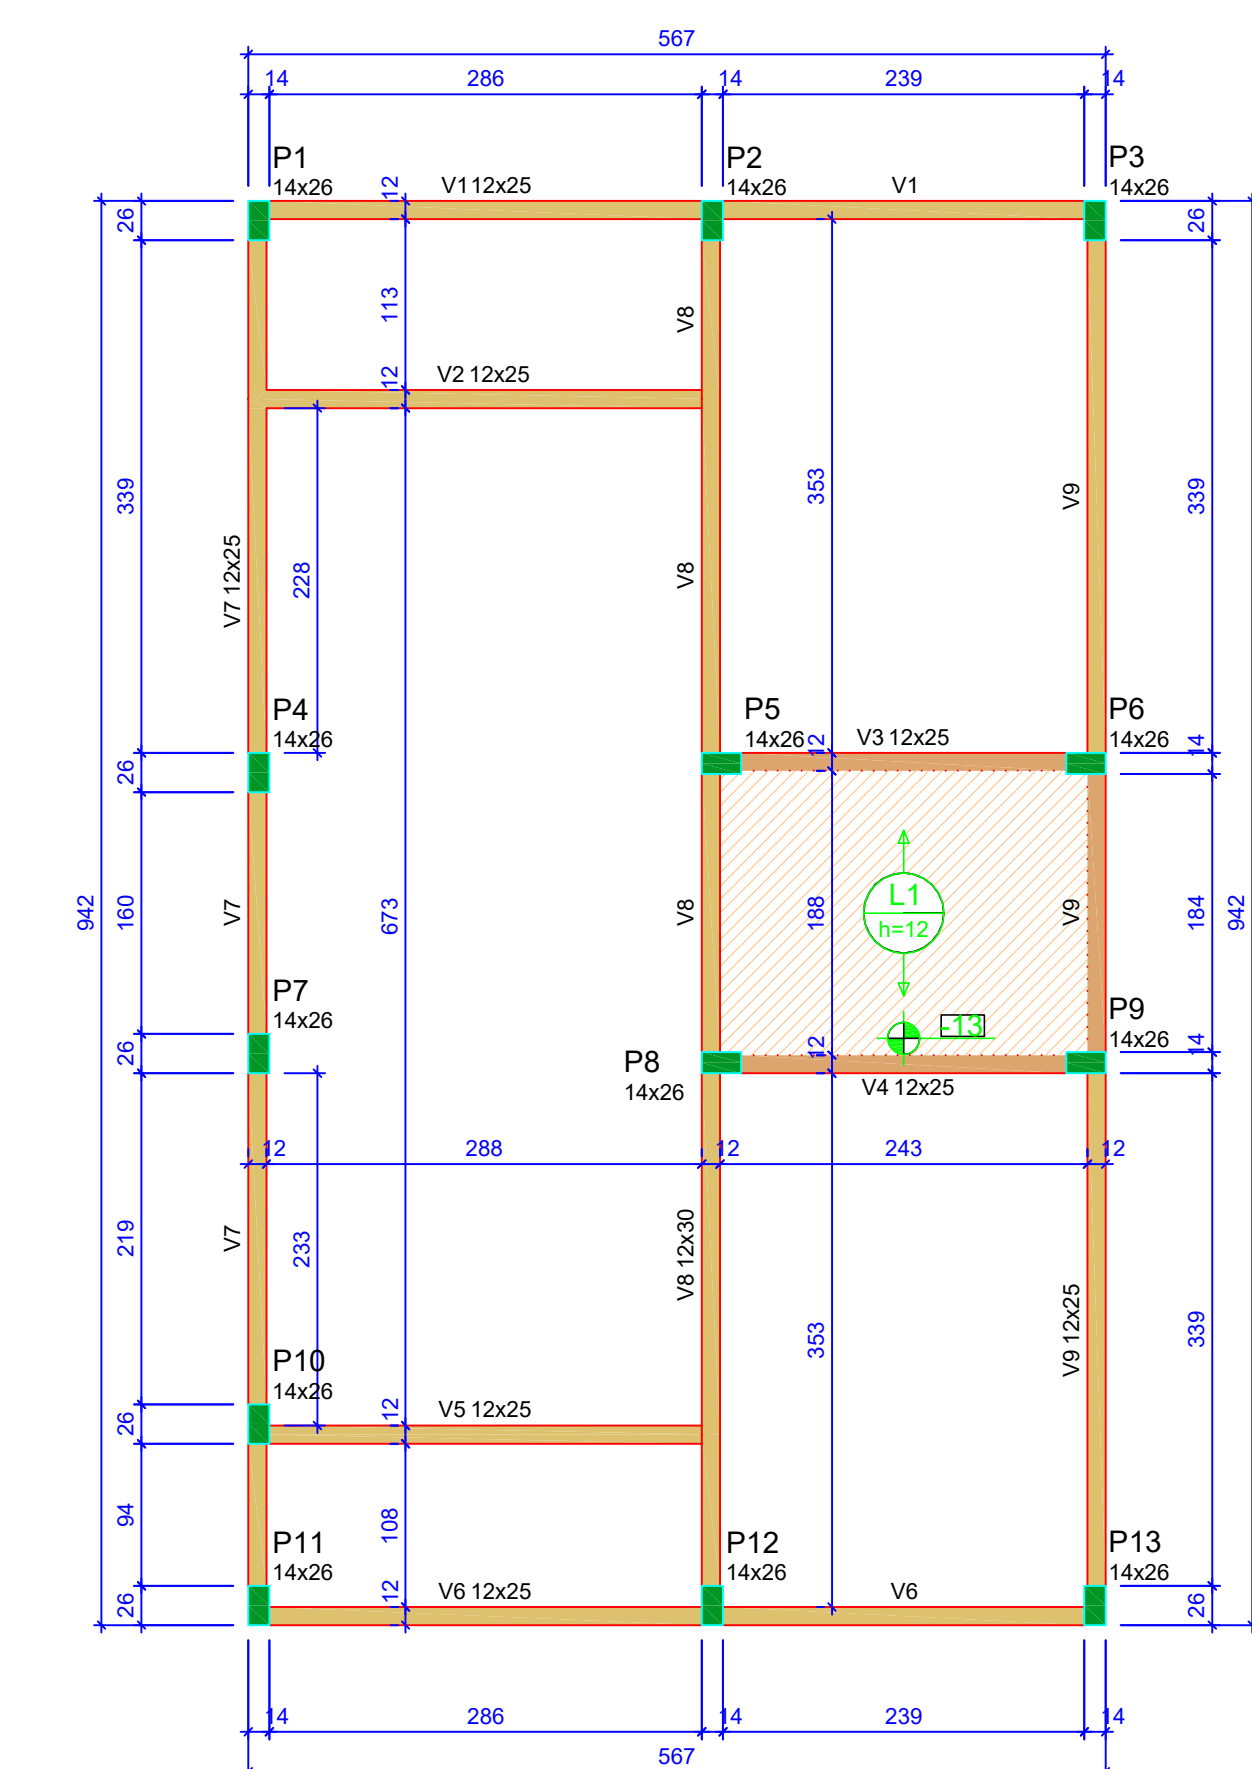 567
14 286 14 239 14
P1 P2 P3
14x26 12 V1 12x25 14x26 V1 14x26
26 26
113 V8
12 V2 12x25
339 353 V9 339
V7 12x25 228 V8
P4 P5 P6
14x26 14x26 12 V3 12x25 14x26 14
26
L1
942 160 V7 673 V8 188 h=12 V9 184 942
P7 P9
14x26 -13 14x26
26 P8 12 14
14x26 V4 12x25
12 288 12 243 12
219 V7 233 V8 12x30
353 V9 12x25 339
P10
14x26
26 12 V5 12x25
94 108
P11 P12 P13
14x26 14x26 14x26
26 12 V6 12x25 V6 26
14 286 14 239 14
567